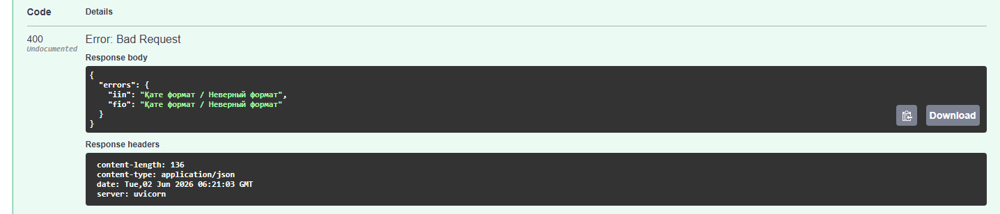 Code Details
400 Error: Bad Request
Undocumented
Response body
{
  "errors": {
    "iin": "Қате формат / Неверный формат",
    "fio": "Қате формат / Неверный формат"
  }
}
Download
Response headers
content-length: 136
content-type: application/json
date: Tue,02 Jun 2026 06:21:03 GMT
server: uvicorn